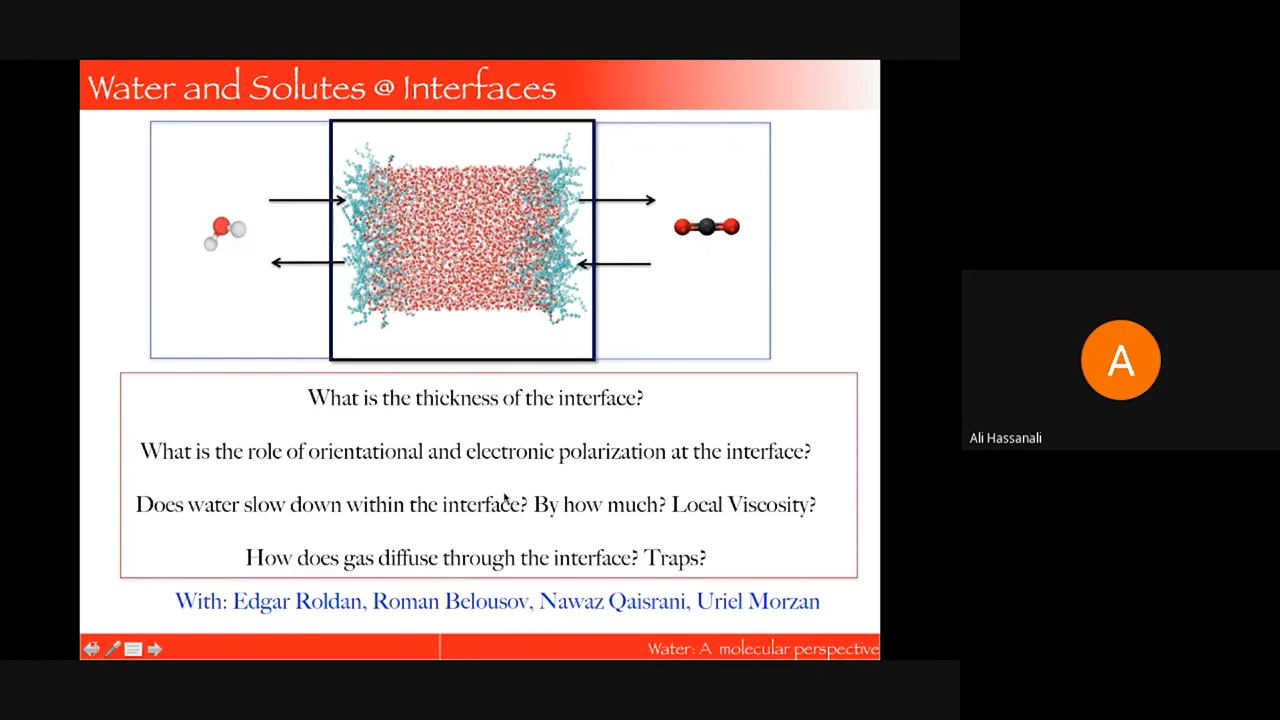 Water and Solutes @ Interfaces
What is the thickness of the interface?
What is the role of orientational and electronic polarization at the interface?
Does water slow down within the interface? By how much? Local Viscosity?
How does gas diffuse through the interface? Traps?
With: Edgar Roldan, Roman Belousov, Nawaz Qaisrani, Uriel Morzan
Water: A molecular perspective
A
Ali Hassanali